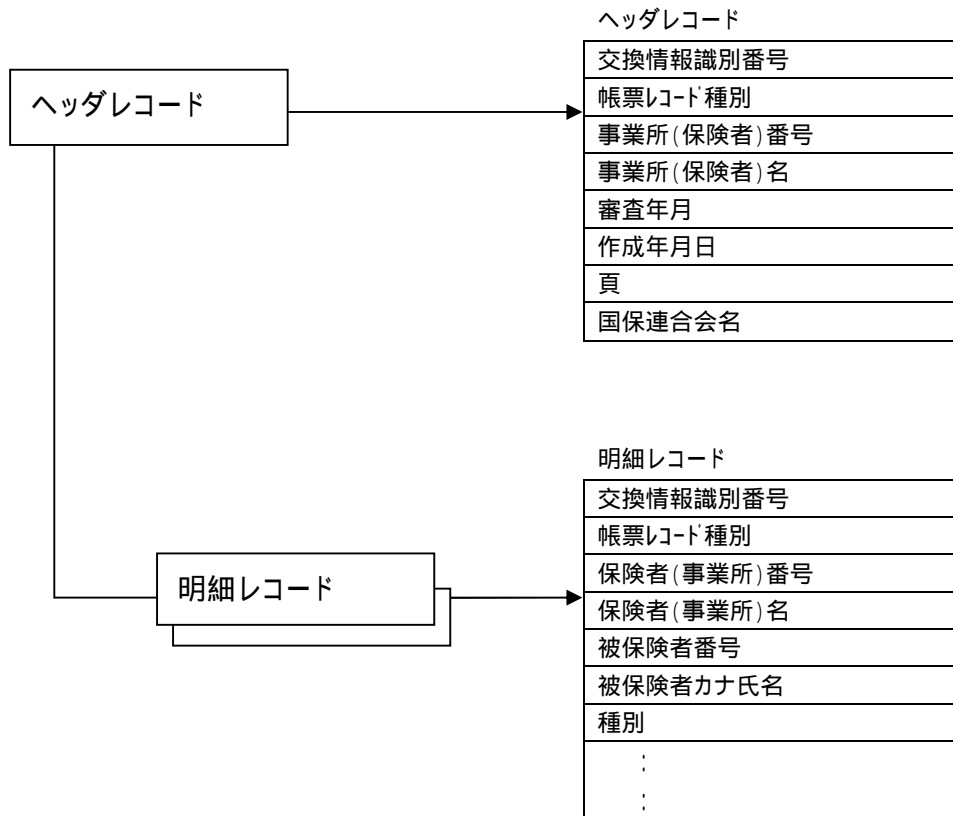 ヘッダレコード
ヘッダレコード
交換情報識別番号
帳票ﾚｺｰﾄﾞ種別
事業所(保険者)番号
事業所(保険者)名
審査年月
作成年月日
頁
国保連合会名
明細レコード
明細レコード
交換情報識別番号
帳票ﾚｺｰﾄﾞ種別
保険者(事業所)番号
保険者(事業所)名
被保険者番号
被保険者カナ氏名
種別
:
: